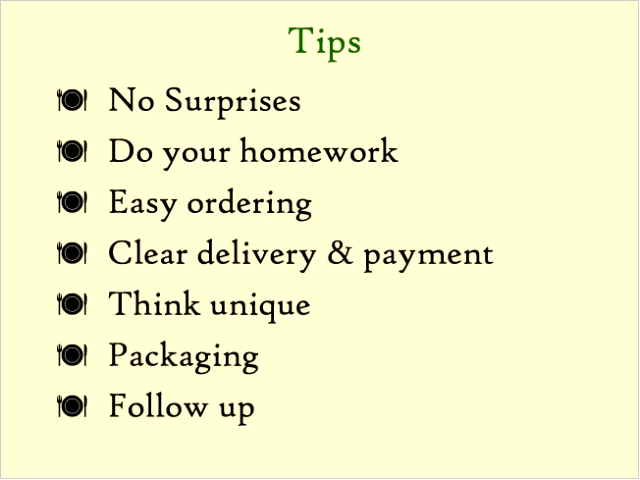 Tips
No Surprises
Do your homework
Easy ordering
Clear delivery & payment
Think unique
Packaging
Follow up